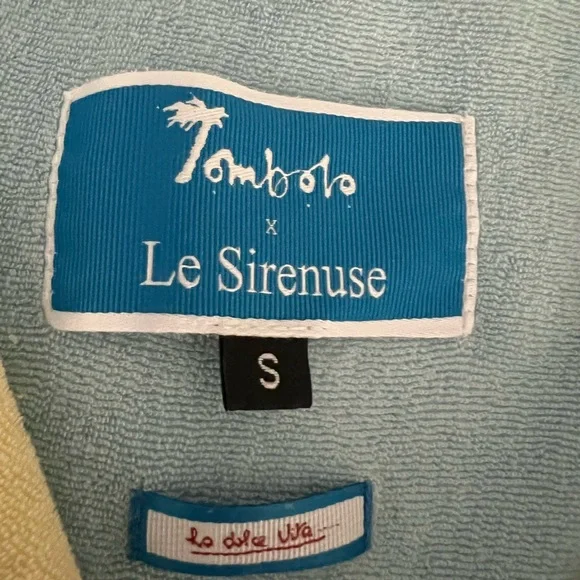 Tombolo
x
Le Sirenuse
S
La dolce vita....